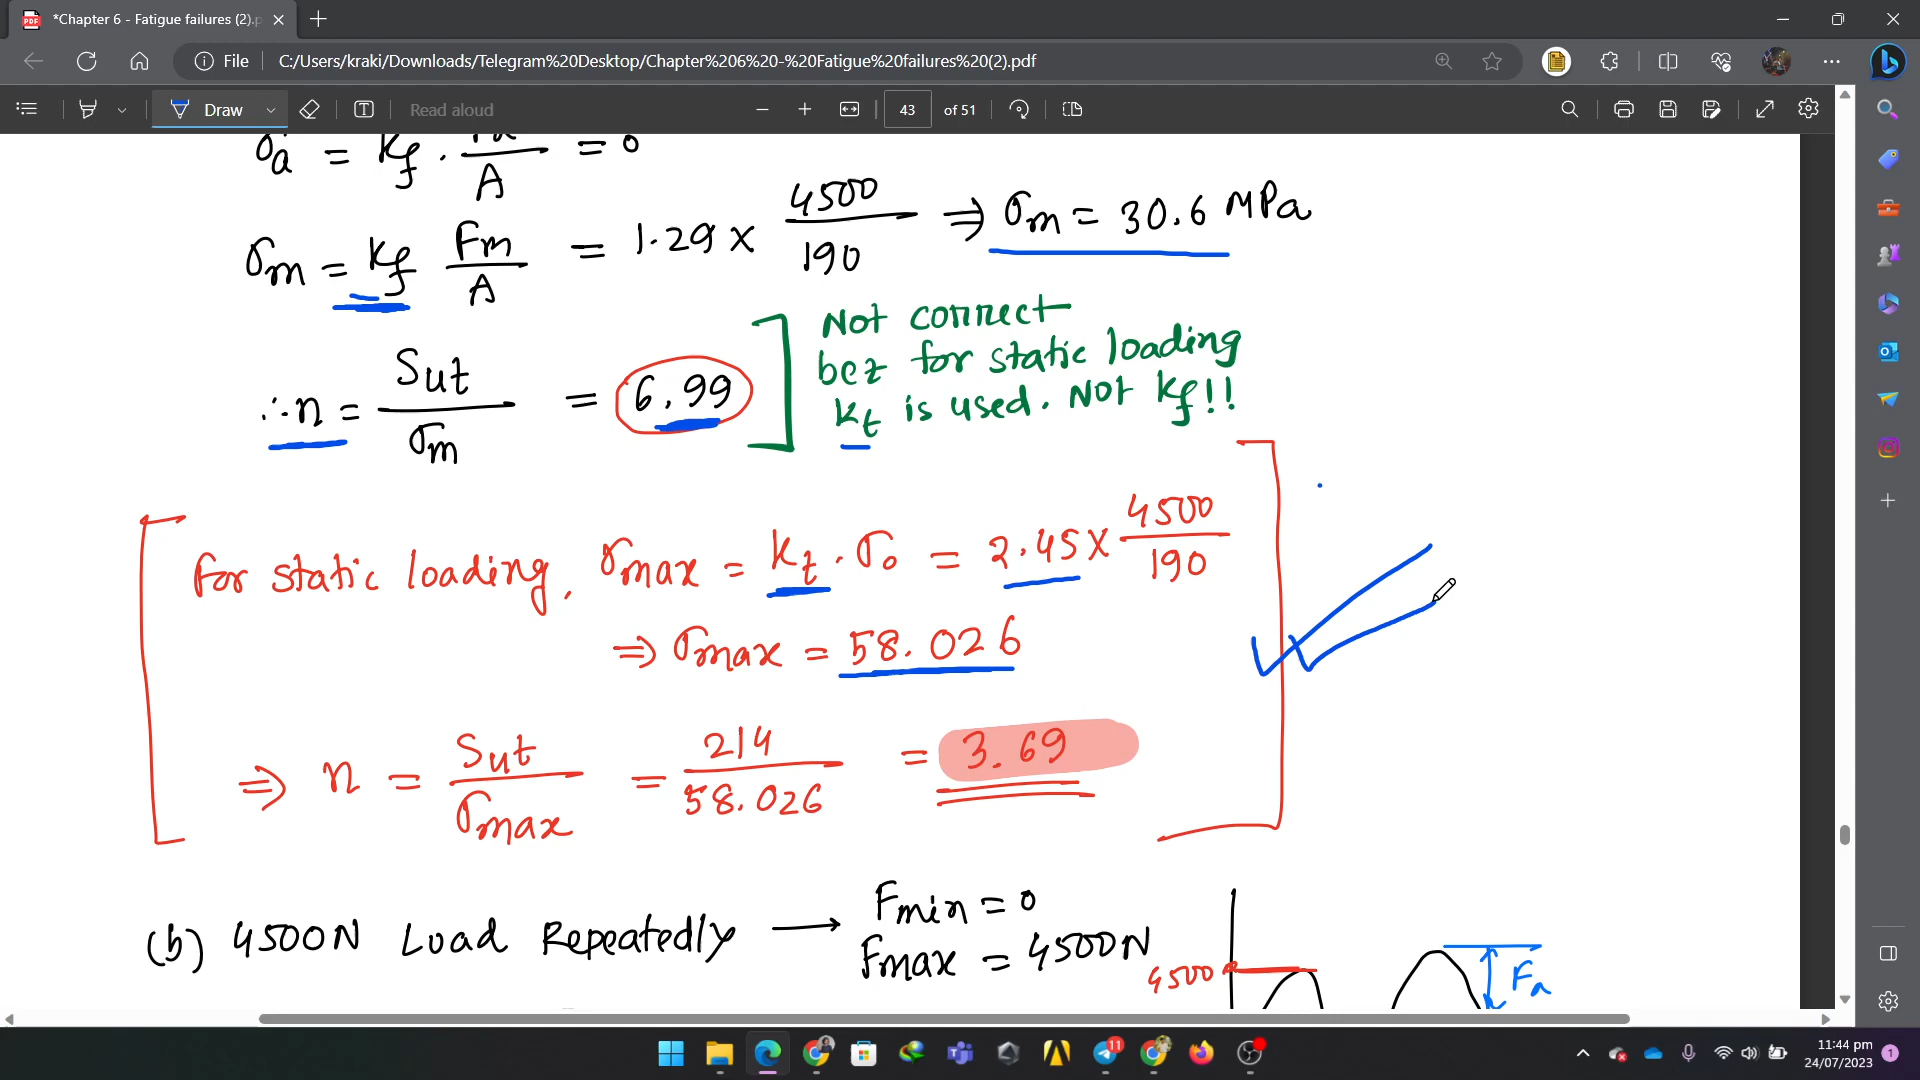 *Chapter 6 - Fatigue failures (2).p
File
C:/Users/kraki/Downloads/Telegram%20Desktop/Chapter%206%20-%20Fatigue%20failures%20(2).pdf
Draw
Read aloud
43 of 51
σa = kf · Fa/A = 0
σm = kf Fm/A = 1.29 × 4500/190 ⇒ σm = 30.6 MPa
∴ n = Sut/σm = 6.99
Not correct
bcz for static loading
kt is used. Not kf!!
For static loading, σmax = kt · σo = 2.45 × 4500/190
⇒ σmax = 58.026
⇒ n = Sut/σmax = 214/58.026 = 3.69
(b) 4500N Load Repeatedly → Fmin = 0
Fmax = 4500N
4500
Fa
11
11:44 pm
24/07/2023
1